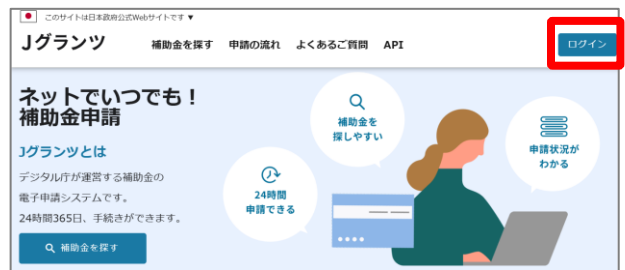 このサイトは日本政府公式Webサイトです ▼
Jグランツ
補助金を探す 申請の流れ よくあるご質問 API
ログイン
ネットでいつでも！
補助金申請
Jグランツとは
デジタル庁が運営する補助金の
電子申請システムです。
24時間365日、手続きができます。
補助金を探す
補助金を
探しやすい
24時間
申請できる
申請状況が
わかる